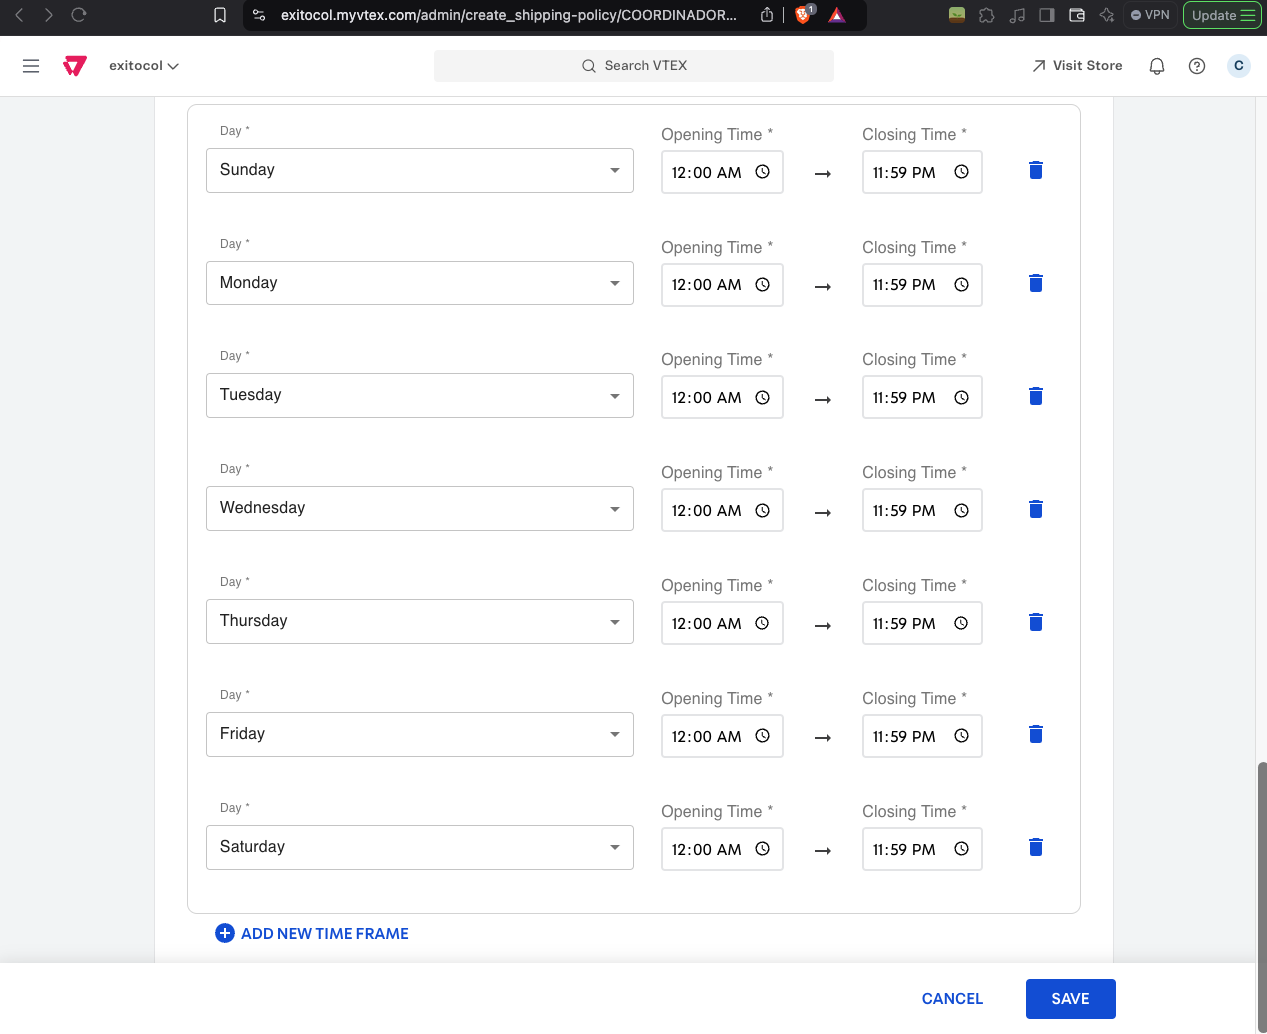 exitocol.myvtex.com/admin/create_shipping-policy/COORDINADOR...
1
VPN
Update
exitocol
Search VTEX
Visit Store
C
Day *
Opening Time *
Closing Time *
Sunday
12:00 AM
11:59 PM
Day *
Opening Time *
Closing Time *
Monday
12:00 AM
11:59 PM
Day *
Opening Time *
Closing Time *
Tuesday
12:00 AM
11:59 PM
Day *
Opening Time *
Closing Time *
Wednesday
12:00 AM
11:59 PM
Day *
Opening Time *
Closing Time *
Thursday
12:00 AM
11:59 PM
Day *
Opening Time *
Closing Time *
Friday
12:00 AM
11:59 PM
Day *
Opening Time *
Closing Time *
Saturday
12:00 AM
11:59 PM
ADD NEW TIME FRAME
CANCEL
SAVE